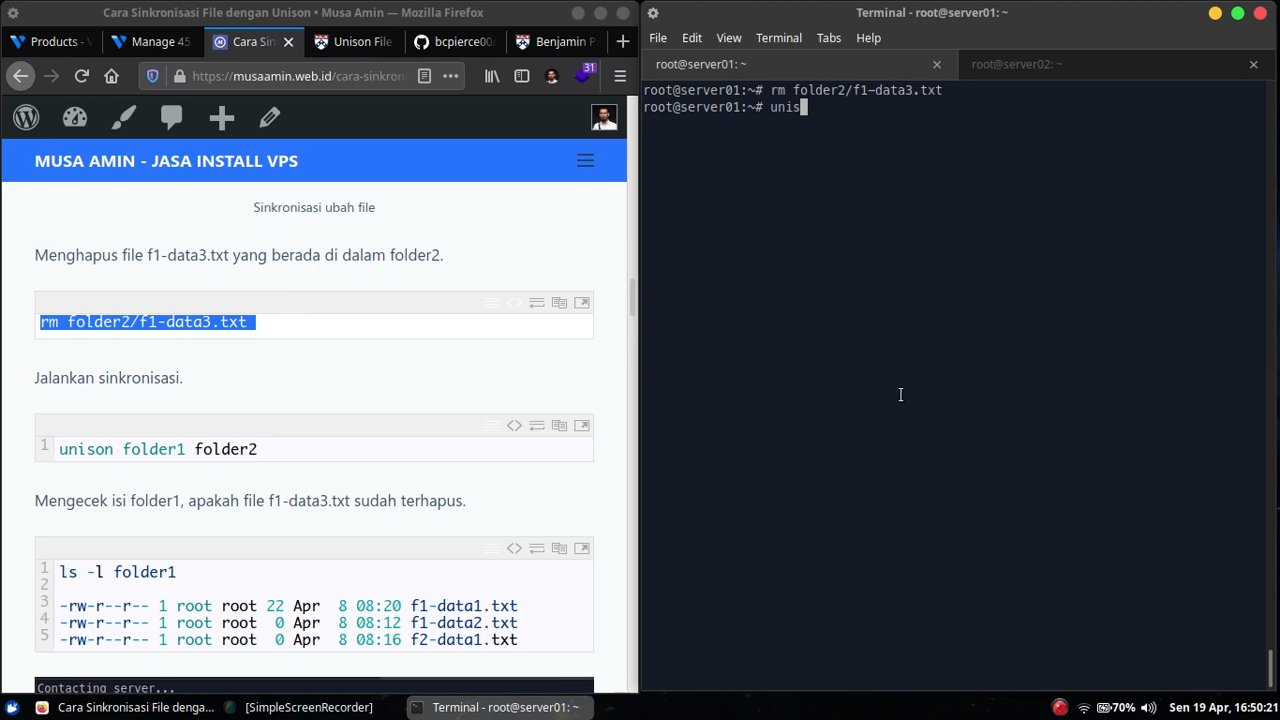 Cara Sinkronisasi File dengan Unison • Musa Amin — Mozilla Firefox
Products - V
Manage 45.
Cara Sin
Unison File
bcpierce00
Benjamin P
https://musaamin.web.id/cara-sinkron
31
MUSA AMIN - JASA INSTALL VPS
Sinkronisasi ubah file
Menghapus file f1-data3.txt yang berada di dalam folder2.
rm folder2/f1-data3.txt
Jalankan sinkronisasi.
1 unison folder1 folder2
Mengecek isi folder1, apakah file f1-data3.txt sudah terhapus.
1 ls -l folder1
2
3 -rw-r--r-- 1 root root 22 Apr  8 08:20 f1-data1.txt
4 -rw-r--r-- 1 root root  0 Apr  8 08:12 f1-data2.txt
5 -rw-r--r-- 1 root root  0 Apr  8 08:16 f2-data1.txt
Contacting server...
Terminal - root@server01: ~
File Edit View Terminal Tabs Help
root@server01: ~
root@server02: ~
root@server01:~# rm folder2/f1-data3.txt
root@server01:~# unis
Cara Sinkronisasi File denga...
[SimpleScreenRecorder]
Terminal - root@server01: ~
70%
Sen 19 Apr, 16:50:21